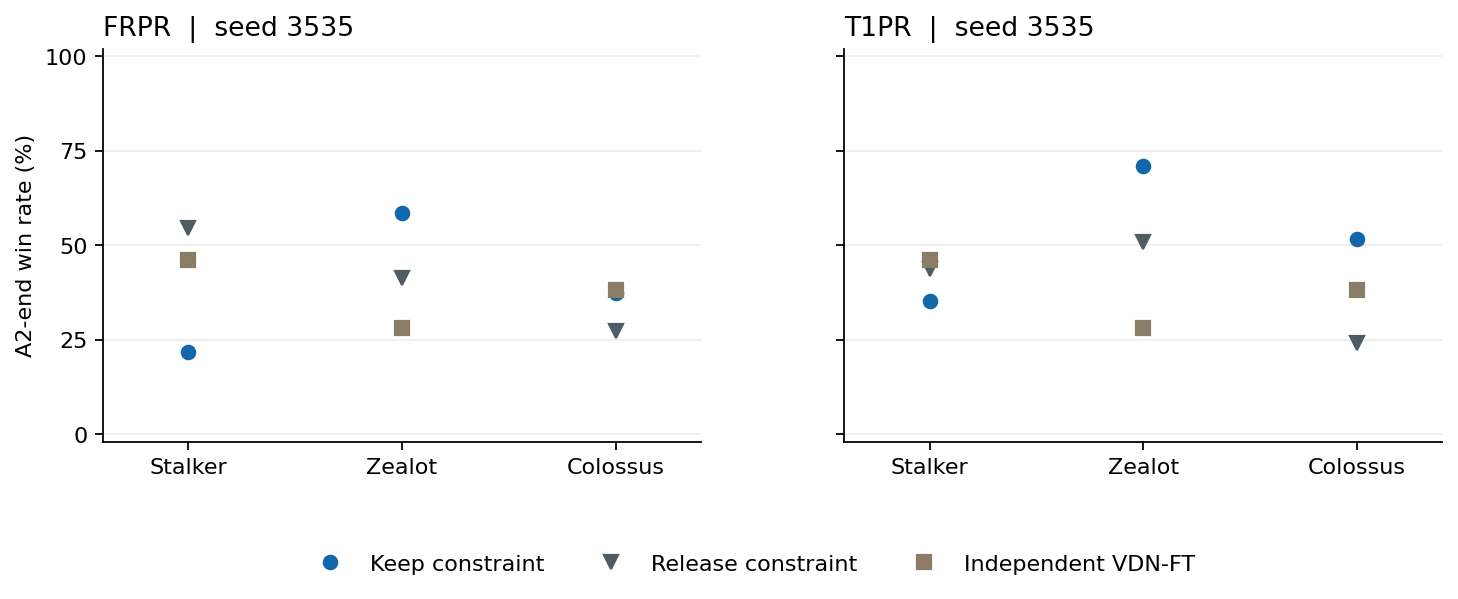 FRPR | seed 3535
T1PR | seed 3535
A2-end win rate (%)
100
75
50
25
0
Stalker
Zealot
Colossus
Stalker
Zealot
Colossus
Keep constraint
Release constraint
Independent VDN-FT